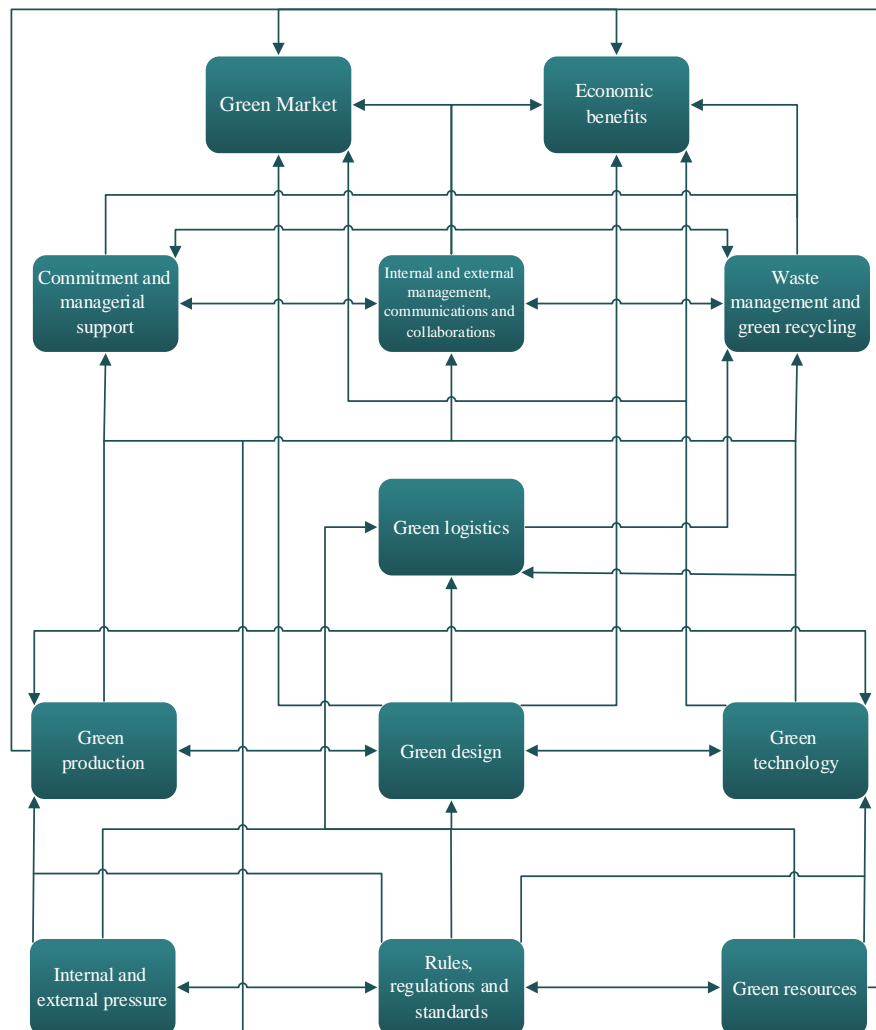 Green Market
Economic
benefits
Commitment and
managerial
support
Internal and external
management,
communications and
collaborations
Waste
management and
green recycling
Green logistics
Green
production
Green design
Green
technology
Internal and
external pressure
Rules,
regulations and
standards
Green resources